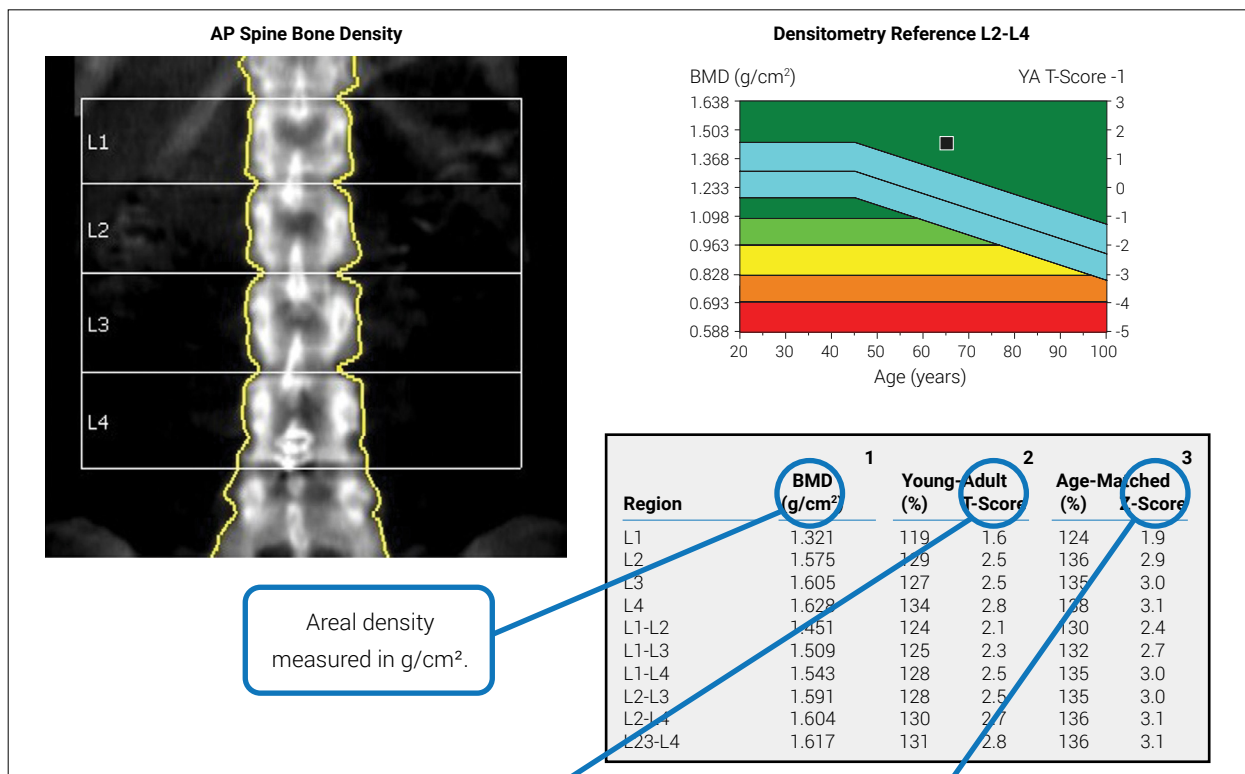 AP Spine Bone Density
L1
L2
L3
L4
Densitometry Reference L2-L4
BMD (g/cm²) YA T-Score -1
1.638 3
1.503 2
1.368 1
1.233 0
1.098 -1
0.963 -2
0.828 -3
0.693 -4
0.588 -5
20 30 40 50 60 70 80 90 100
Age (years)
1 2 3
BMD Young-Adult Age-Matched
Region (g/cm²) (%) T-Score (%) Z-Score
L1 1.321 119 1.6 124 1.9
L2 1.575 129 2.5 136 2.9
L3 1.605 127 2.5 135 3.0
L4 1.628 134 2.8 138 3.1
L1-L2 1.451 124 2.1 130 2.4
L1-L3 1.509 125 2.3 132 2.7
L1-L4 1.543 128 2.5 135 3.0
L2-L3 1.591 128 2.5 135 3.0
L2-L4 1.604 130 2.7 136 3.1
L23-L4 1.617 131 2.8 136 3.1
Areal density
measured in g/cm².